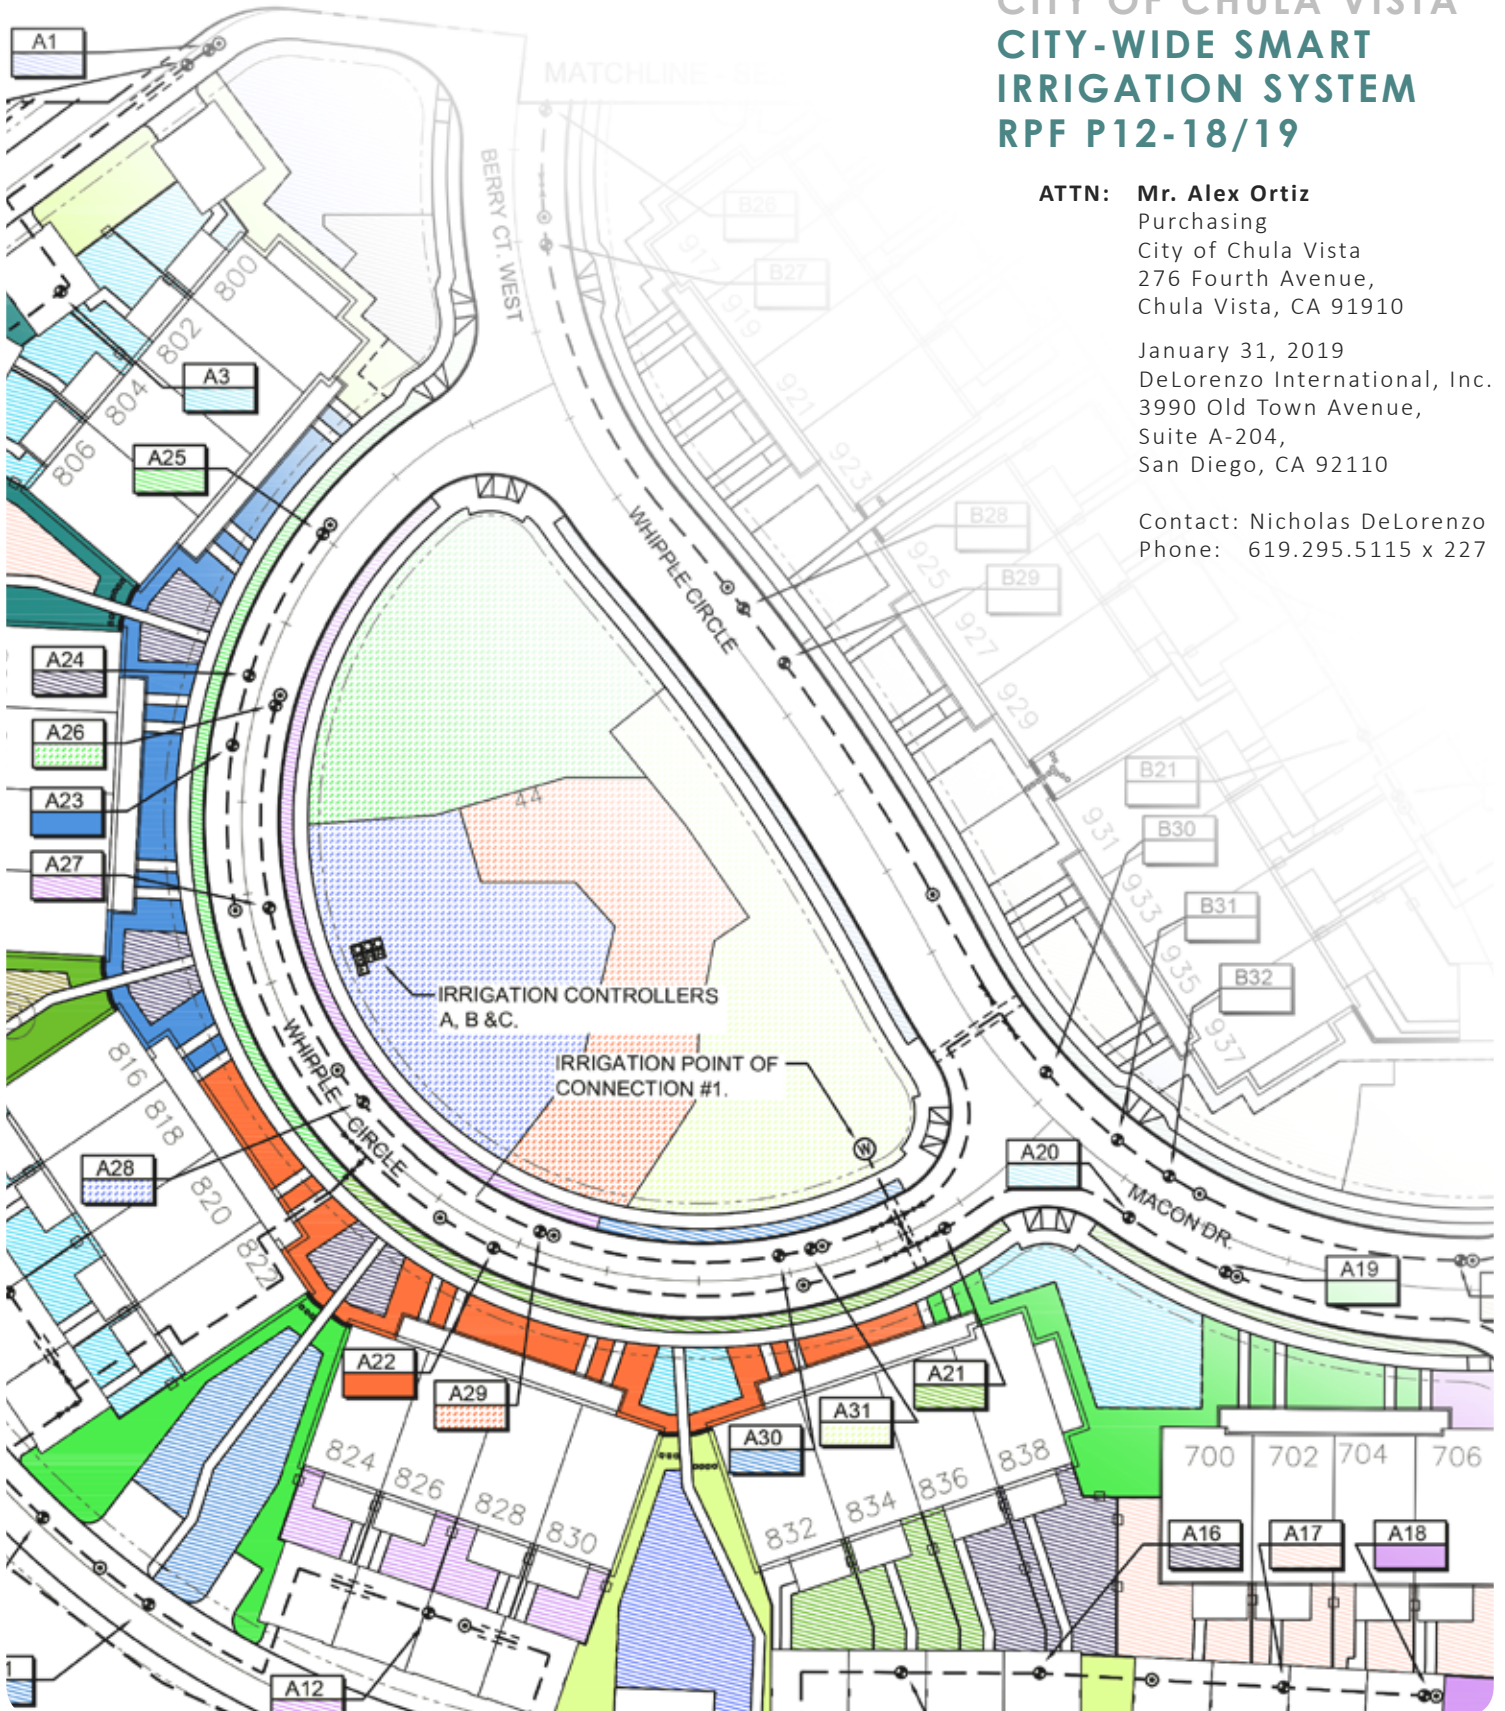 CITY OF CHULA VISTA
CITY-WIDE SMART
IRRIGATION SYSTEM
RPF P12-18/19
ATTN: Mr. Alex Ortiz
Purchasing
City of Chula Vista
276 Fourth Avenue,
Chula Vista, CA 91910
January 31, 2019
DeLorenzo International, Inc.
3990 Old Town Avenue,
Suite A-204,
San Diego, CA 92110
Contact: Nicholas DeLorenzo
Phone: 619.295.5115 x 227
A1
MATCHLINE - SE
BERRY CT. WEST
B26
917
B27
919
800
802
A3
804
921
806
A25
923
WHIPPLE CIRCLE
B28
925
B29
927
A24
929
A26
B21
A23
44
931
B30
A27
933
B31
935
B32
IRRIGATION CONTROLLERS
A, B &C.
937
WHIPPLE CIRCLE
IRRIGATION POINT OF
CONNECTION #1.
816
818
W
A28
820
A20
MACON DR.
822
A19
A22
A29
A21
A31
A30
824
826
828
830
832
834
836
838
700
702
704
706
A16
A17
A18
1
A12